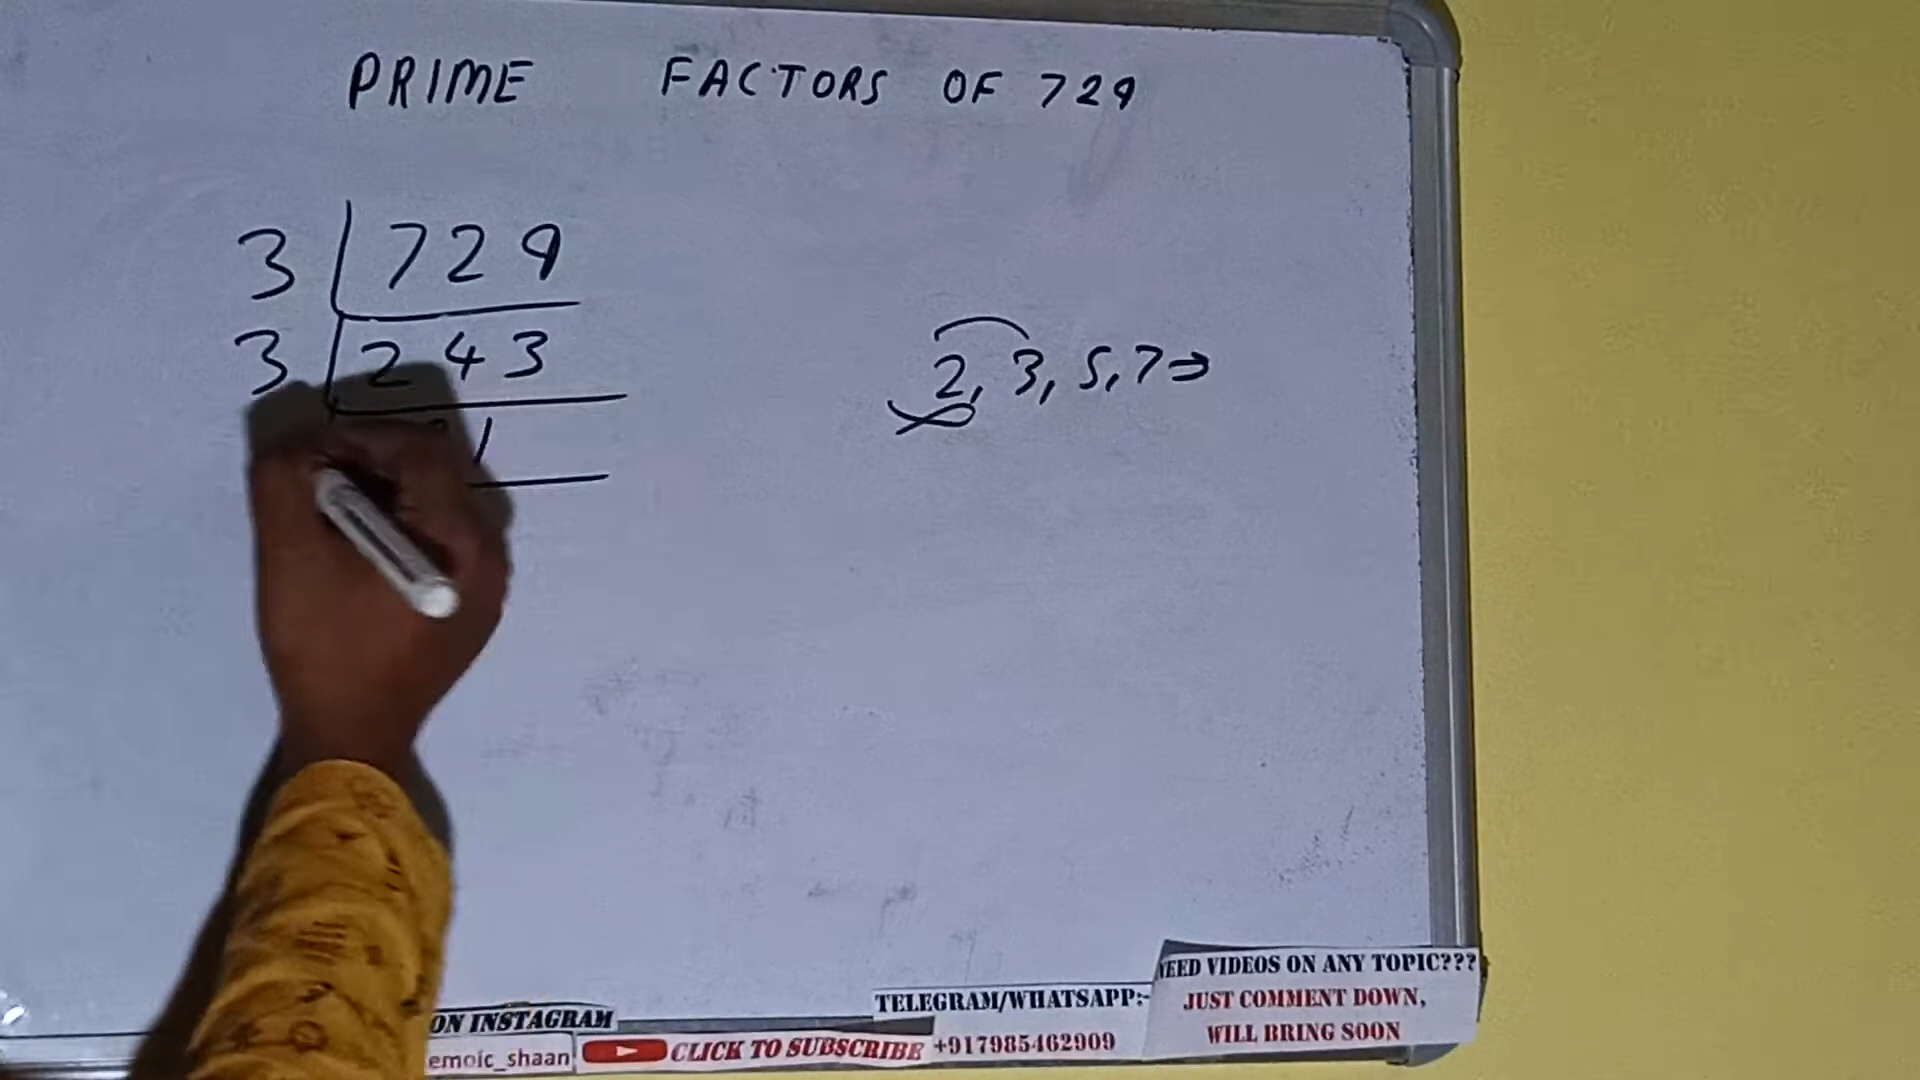 PRIME FACTORS OF 729
3 729
3 243
1
2, 3, 5, 7 →
ON INSTAGRAM
emoic_shaan
CLICK TO SUBSCRIBE
TELEGRAM/WHATSAPP:-
+917985462909
EED VIDEOS ON ANY TOPIC???
JUST COMMENT DOWN,
WILL BRING SOON